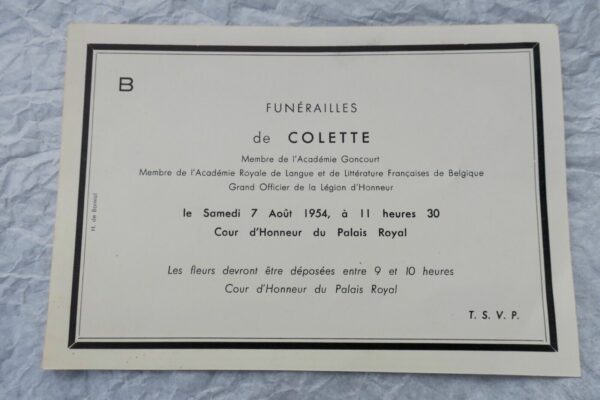 B
FUNÉRAILLES
de COLETTE
Membre de l'Académie Goncourt
Membre de l'Académie Royale de Langue et de Littérature Françaises de Belgique
Grand Officier de la Légion d'Honneur
le Samedi 7 Août 1954, à 11 heures 30
Cour d'Honneur du Palais Royal
Les fleurs devront être déposées entre 9 et 10 heures
Cour d'Honneur du Palais Royal
T. S. V. P.
H. de